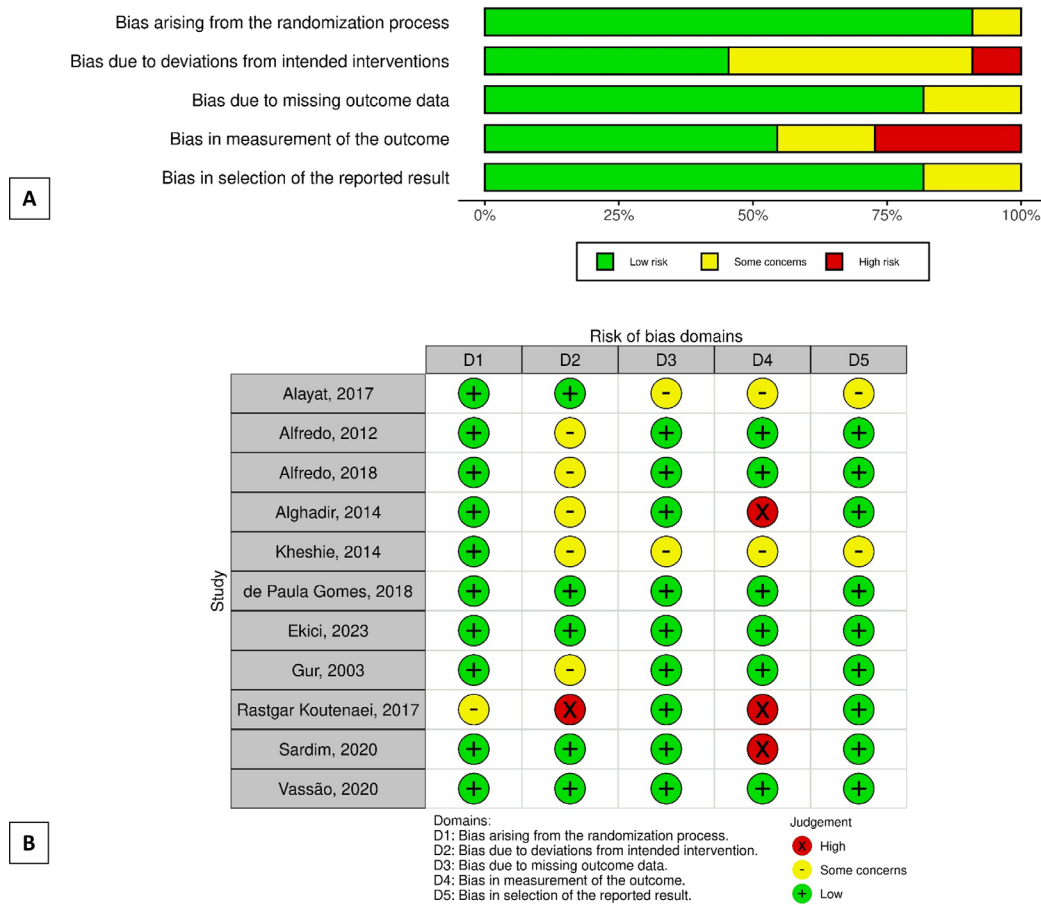 Bias arising from the randomization process
Bias due to deviations from intended interventions
Bias due to missing outcome data
Bias in measurement of the outcome
Bias in selection of the reported result
A
0% 25% 50% 75% 100%
Low risk Some concerns High risk
Risk of bias domains
D1 D2 D3 D4 D5
Study
Alayat, 2017 + + - - -
Alfredo, 2012 + - + + +
Alfredo, 2018 + - + + +
Alghadir, 2014 + - + X +
Kheshie, 2014 + - - - -
de Paula Gomes, 2018 + + + + +
Ekici, 2023 + + + + +
Gur, 2003 + - + + +
Rastgar Koutenaei, 2017 - X + X +
Sardim, 2020 + + + X +
Vassão, 2020 + + + + +
B
Domains:
D1: Bias arising from the randomization process.
D2: Bias due to deviations from intended intervention.
D3: Bias due to missing outcome data.
D4: Bias in measurement of the outcome.
D5: Bias in selection of the reported result.
Judgement
X High
- Some concerns
+ Low